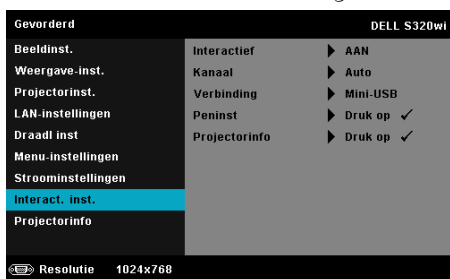 Gevorderd DELL S320wi
Beeldinst. Interactief AAN
Weergave-inst. Kanaal Auto
Projectorinst. Verbinding Mini-USB
LAN-instellingen Peninst Druk op ✓
Draadl inst Projectorinfo Druk op ✓
Menu-instellingen
Stroominstellingen
Interact. inst.
Projectorinfo
Resolutie 1024x768